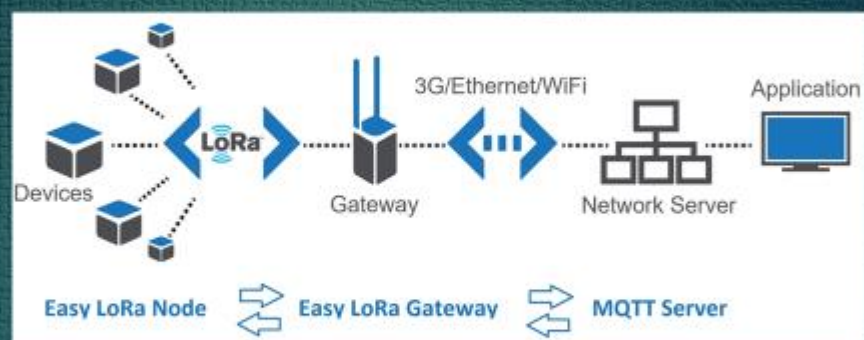 3G/Ethernet/WiFi
Application
LoRa
Devices
Gateway
Network Server
Easy LoRa Node
Easy LoRa Gateway
MQTT Server